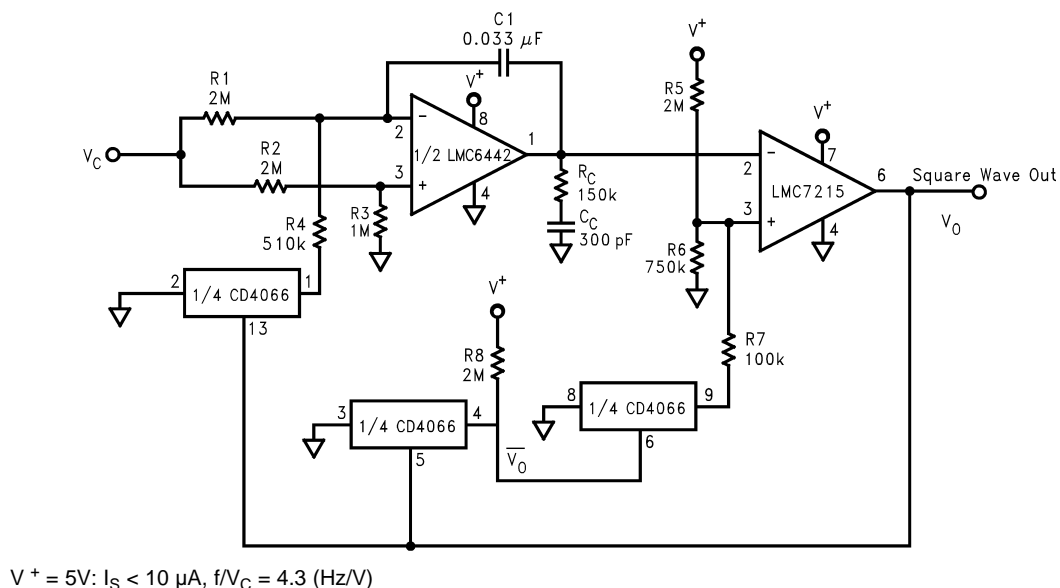 C1
0.033 µF
V+
R1
2M
V+
8
R5
2M
V+
2
−
1
7
R2
2M
1/2 LMC6442
VC
3
+
4
RC
150k
2
−
LMC7215
6
Square Wave Out
VO
R4
510k
R3
1M
CC
300 pF
3
+
4
R6
750k
2
1/4 CD4066
1
13
V+
R8
2M
R7
100k
3
1/4 CD4066
4
5
8
1/4 CD4066
9
6
V̅O̅
V + = 5V: IS < 10 µA, f/VC = 4.3 (Hz/V)